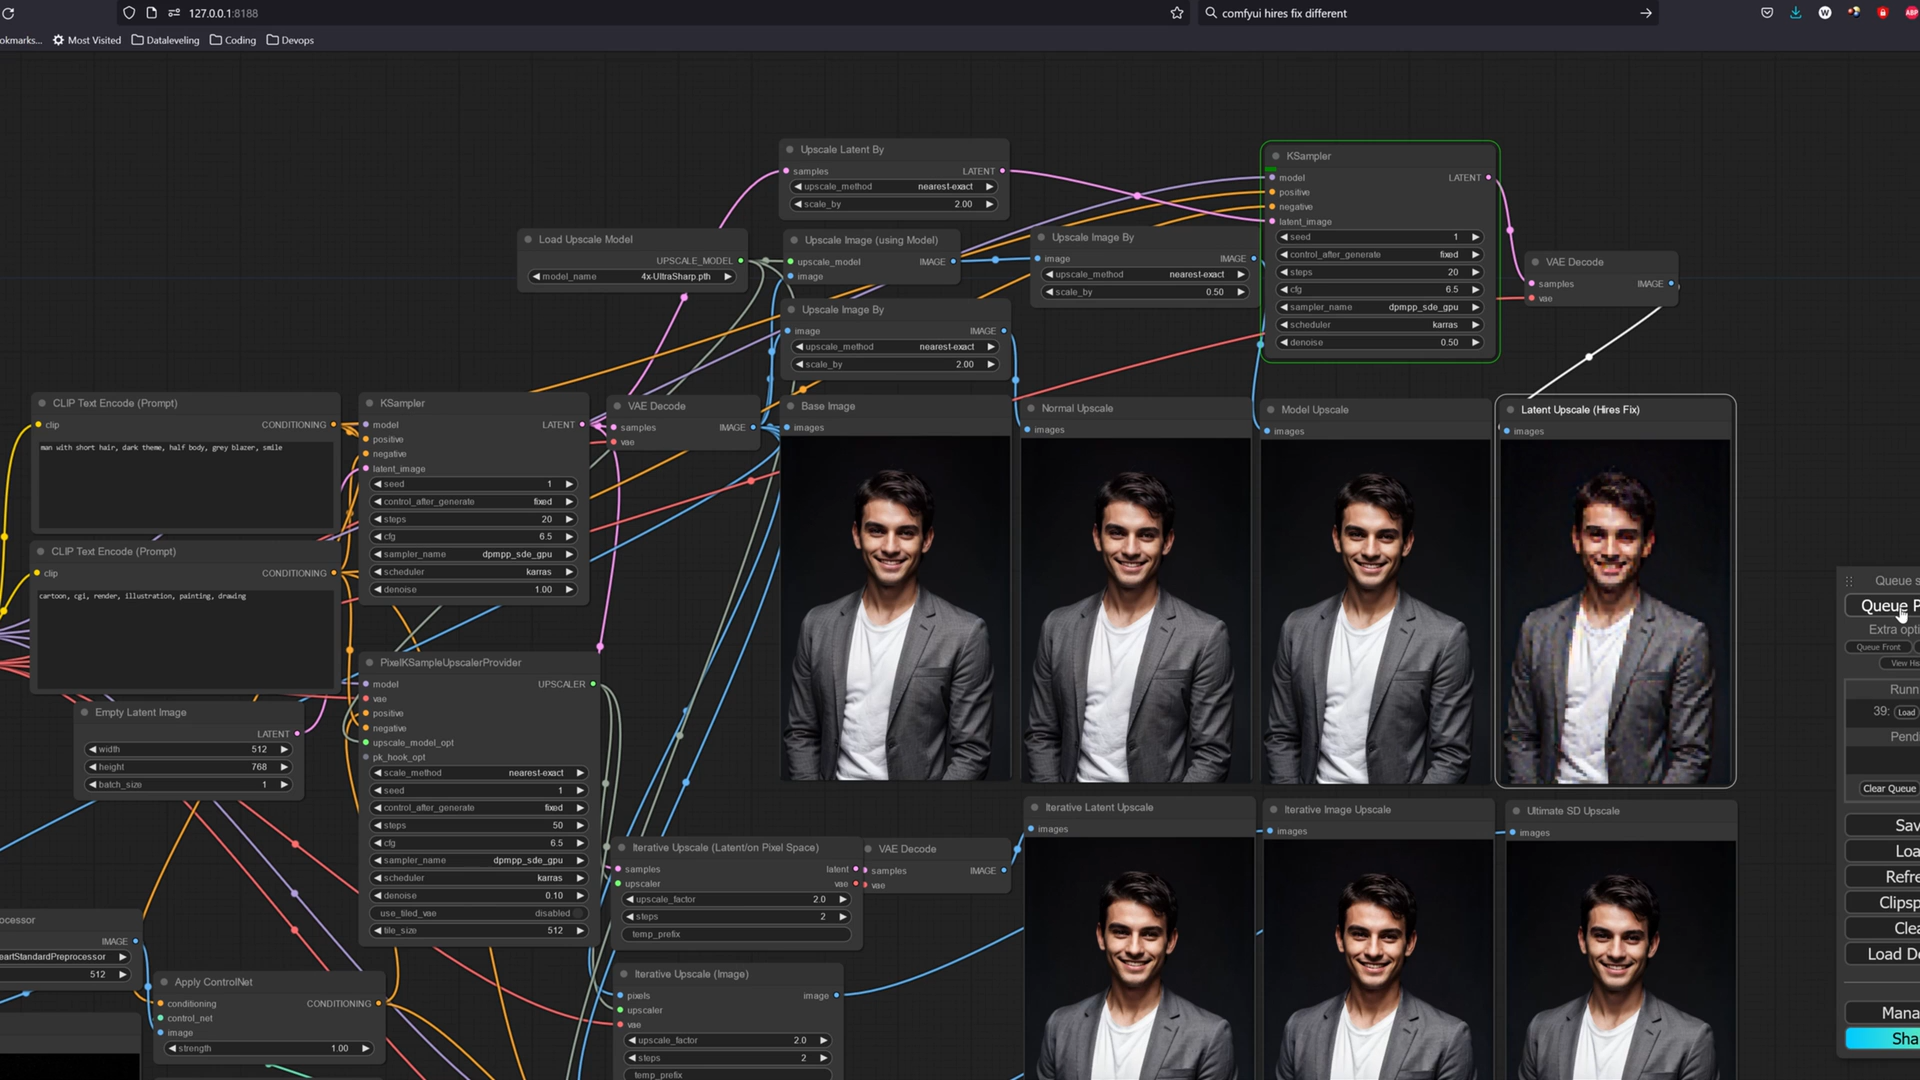 127.0.0.1:8188
comfyui hires fix different
okmarks...
Most Visited
Dataleveling
Coding
Devops
Upscale Latent By
samples
LATENT
upscale_method
nearest-exact
scale_by
2.00
KSampler
model
LATENT
positive
negative
latent_image
seed
1
control_after_generate
fixed
steps
20
cfg
6.5
sampler_name
dpmpp_sde_gpu
scheduler
karras
denoise
0.50
Load Upscale Model
UPSCALE_MODEL
model_name
4x-UltraSharp.pth
Upscale Image (using Model)
upscale_model
IMAGE
image
Upscale Image By
image
upscale_method
nearest-exact
scale_by
0.50
VAE Decode
samples
IMAGE
vae
Upscale Image By
image
IMAGE
upscale_method
nearest-exact
scale_by
2.00
CLIP Text Encode (Prompt)
clip
CONDITIONING
man with short hair, dark theme, half body, grey blazer, smile
KSampler
model
LATENT
positive
negative
latent_image
seed
1
control_after_generate
fixed
steps
20
cfg
6.5
sampler_name
dpmpp_sde_gpu
scheduler
karras
denoise
1.00
VAE Decode
samples
IMAGE
vae
Base Image
images
Normal Upscale
images
Model Upscale
images
Latent Upscale (Hires Fix)
images
CLIP Text Encode (Prompt)
clip
CONDITIONING
cartoon, cgi, render, illustration, painting, drawing
Empty Latent Image
LATENT
width
512
height
768
batch_size
1
PixelKSampleUpscalerProvider
model
UPSCALER
vae
positive
negative
upscale_model_opt
pk_hook_opt
scale_method
nearest-exact
seed
1
control_after_generate
fixed
steps
50
cfg
6.5
sampler_name
dpmpp_sde_gpu
scheduler
karras
denoise
0.10
use_tiled_vae
disabled
tile_size
512
Iterative Upscale (Latent/on Pixel Space)
samples
latent
upscaler
vae
upscale_factor
2.0
steps
2
temp_prefix
VAE Decode
samples
IMAGE
vae
Iterative Latent Upscale
images
Iterative Image Upscale
images
Ultimate SD Upscale
images
Iterative Upscale (Image)
pixels
image
upscaler
vae
upscale_factor
2.0
steps
2
temp_prefix
ocessor
IMAGE
eartStandardPreprocessor
512
Apply ControlNet
conditioning
CONDITIONING
control_net
image
strength
1.00
Queue s
Queue P
Extra opti
Queue Front
View His
Runn
39:
Load
Pendi
Clear Queue
Sav
Loa
Refre
Clipsp
Clea
Load De
Mana
Sha